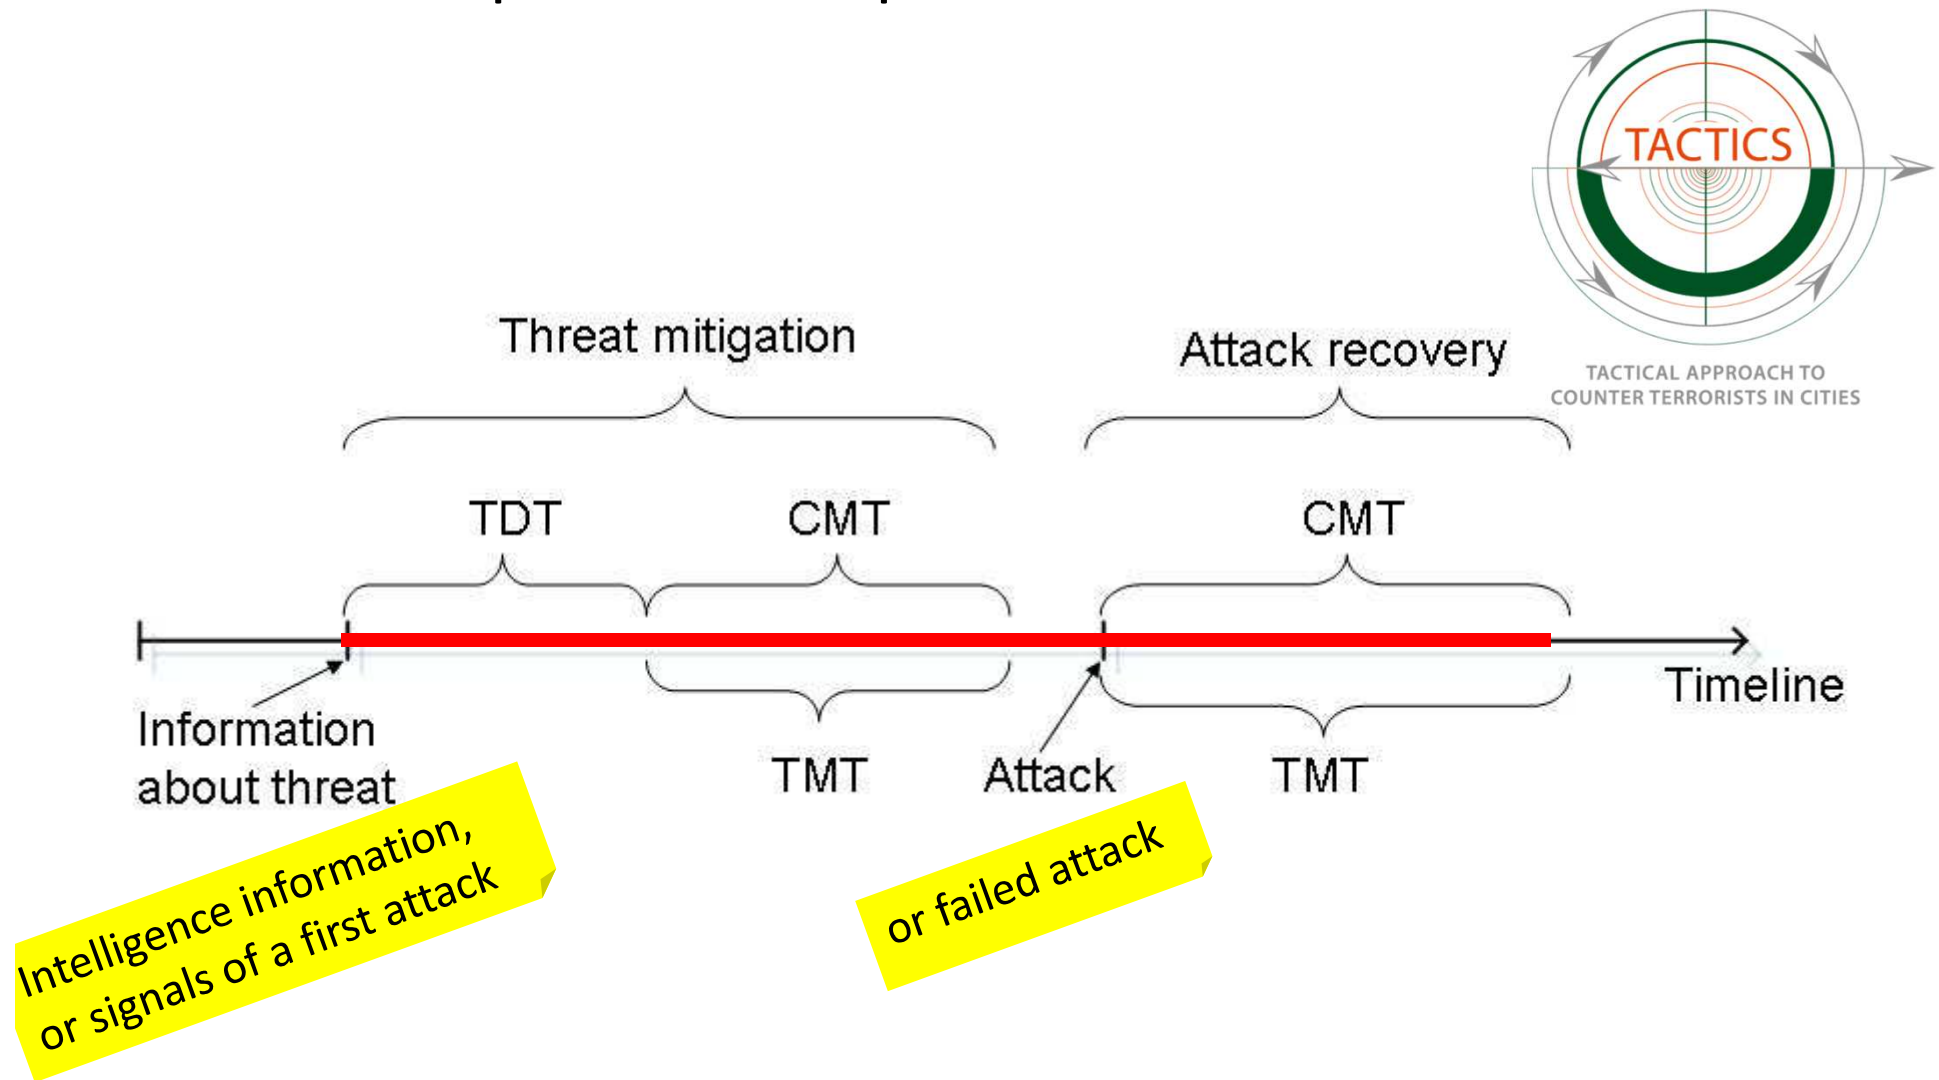 TACTICS
TACTICAL APPROACH TO
COUNTER TERRORISTS IN CITIES
Threat mitigation
Attack recovery
TDT
CMT
CMT
Timeline
Information
about threat
TMT
Attack
TMT
Intelligence information,
or signals of a first attack
or failed attack